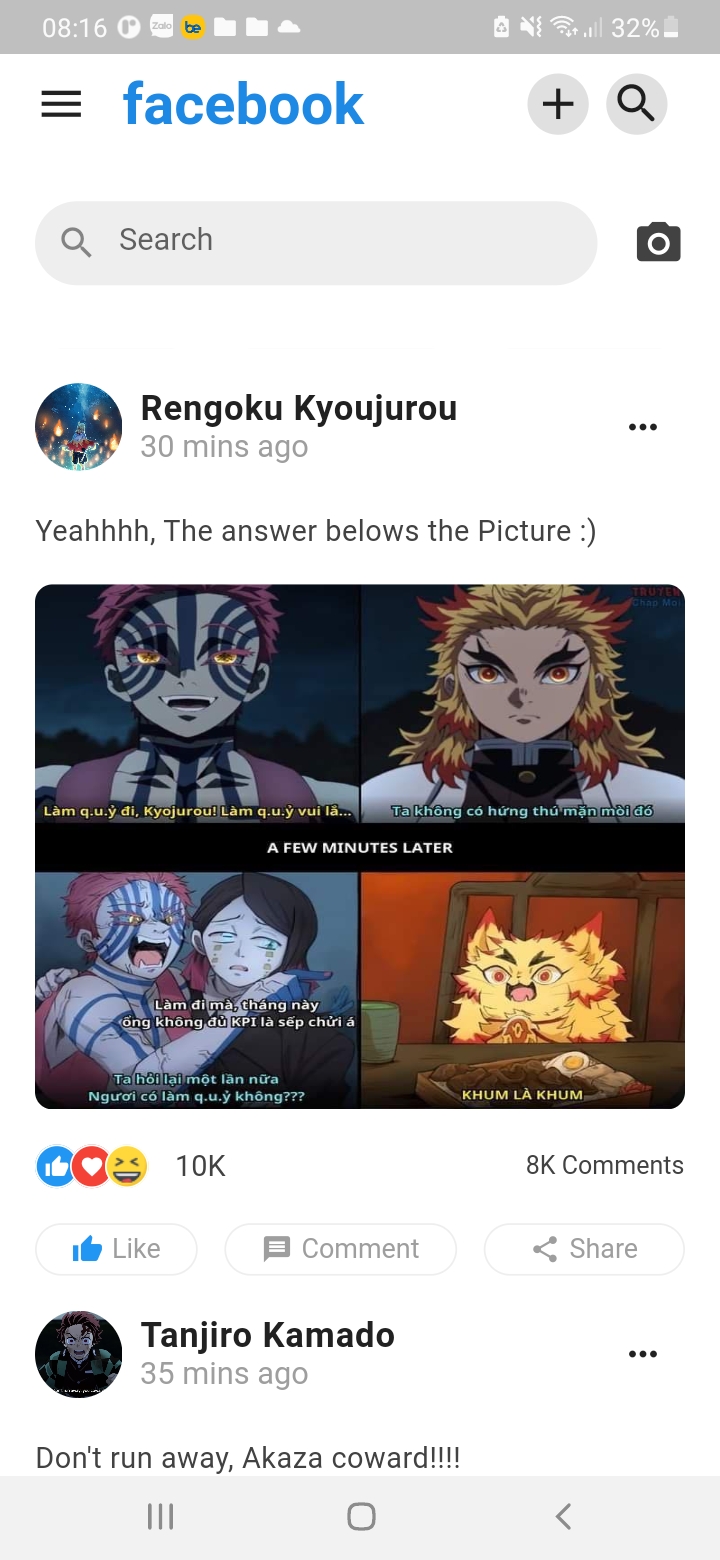 08:16 Zalo be 32%
facebook
Search
Rengoku Kyoujurou
30 mins ago
Yeahhhh, The answer belows the Picture :)
TRUYEN
Chap Moi
Làm q.u.ỷ đi, Kyojurou! Làm q.u.ỷ vui lắ...
Ta không có hứng thú mặn mòi đó
A FEW MINUTES LATER
Làm đi mà, tháng này
ổng không đủ KPI là sếp chửi á
Ta hỏi lại một lần nữa
Ngươi có làm q.u.ỷ không???
KHUM LÀ KHUM
10K
8K Comments
Like
Comment
Share
Tanjiro Kamado
35 mins ago
Don't run away, Akaza coward!!!!